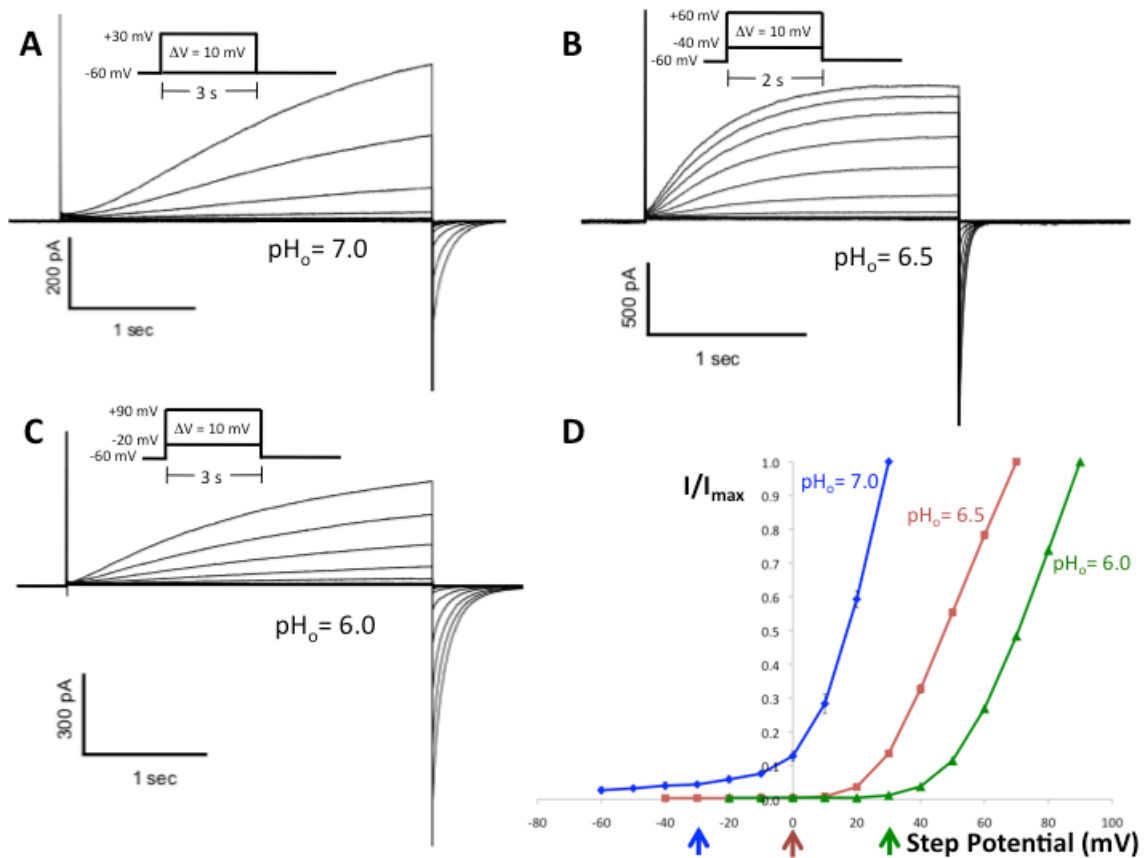 A
+30 mV
ΔV = 10 mV
-60 mV
3 s
pHₒ= 7.0
200 pA
1 sec
B
+60 mV
ΔV = 10 mV
-40 mV
-60 mV
2 s
pHₒ= 6.5
500 pA
1 sec
C
+90 mV
ΔV = 10 mV
-20 mV
-60 mV
3 s
pHₒ= 6.0
300 pA
1 sec
D
I/Iₘₐₓ
1.0
0.9
0.8
0.7
0.6
0.5
0.4
0.3
0.2
0.1
0.0
pHₒ= 7.0
pHₒ= 6.5
pHₒ= 6.0
-80 -60 -40 -20 0 20 40 60 80 100
Step Potential (mV)